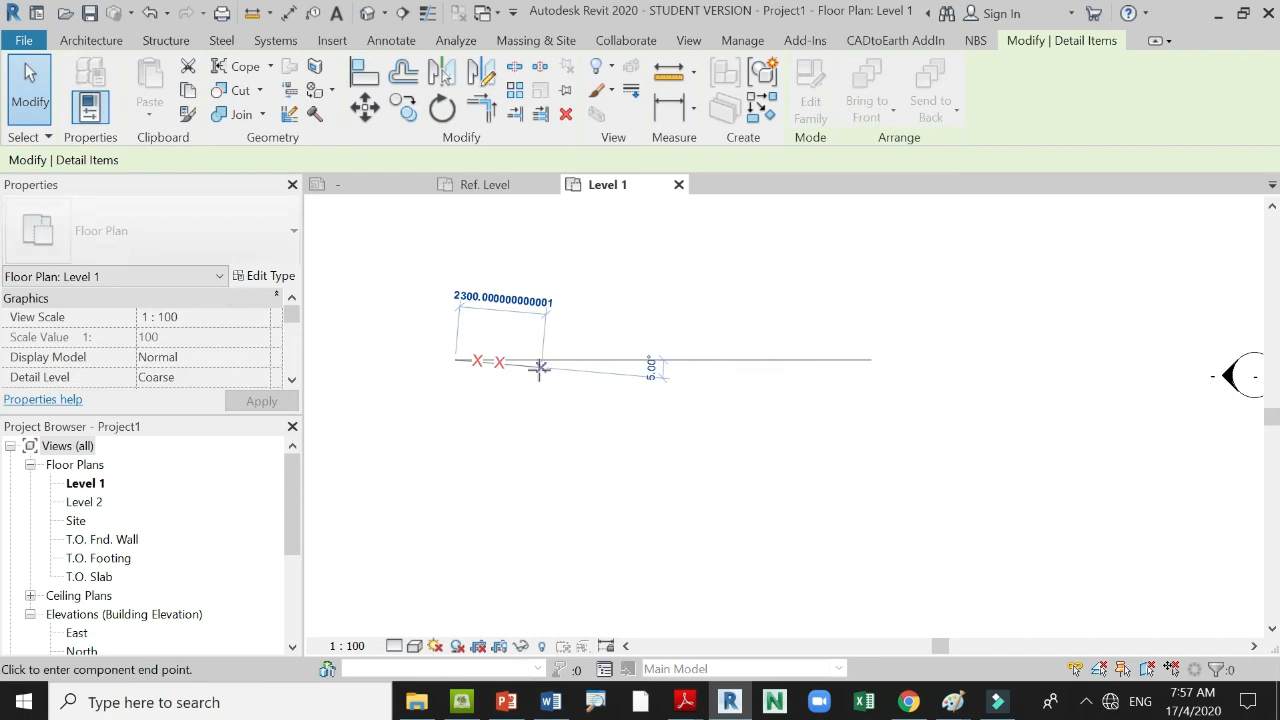 Autodesk Revit 2020 - STUDENT VERSION - Project1 - Floor Plan: Level 1
Sign In
File Architecture Structure Steel Systems Insert Annotate Analyze Massing & Site Collaborate View Manage Add-Ins CADtoEarth AddIn NBS Modify | Detail Items
Modify Paste Cope Cut Join Edit Family Bring to Front Send to Back
Select Properties Clipboard Geometry Modify View Measure Create Mode Arrange
Modify | Detail Items
Properties
- Ref. Level Level 1
Floor Plan
Floor Plan: Level 1 Edit Type
Graphics
View Scale 1 : 100
Scale Value 1: 100
Display Model Normal
Detail Level Coarse
Properties help Apply
2300.000000000001
X X X
5.00°
- -
Project Browser - Project1
Views (all)
Floor Plans
Level 1
Level 2
Site
T.O. Fnd. Wall
T.O. Footing
T.O. Slab
Ceiling Plans
Elevations (Building Elevation)
East
North
1 : 100
Click to enter component end point. :0 Main Model :0
Type here to search
ENG 7:57 AM
17/4/2020